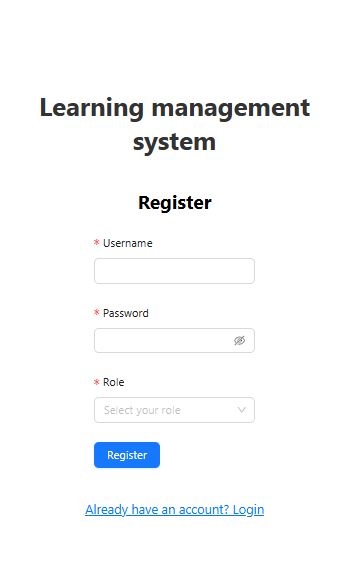 Learning management
system
Register
* Username
* Password
* Role
Select your role
Register
Already have an account? Login